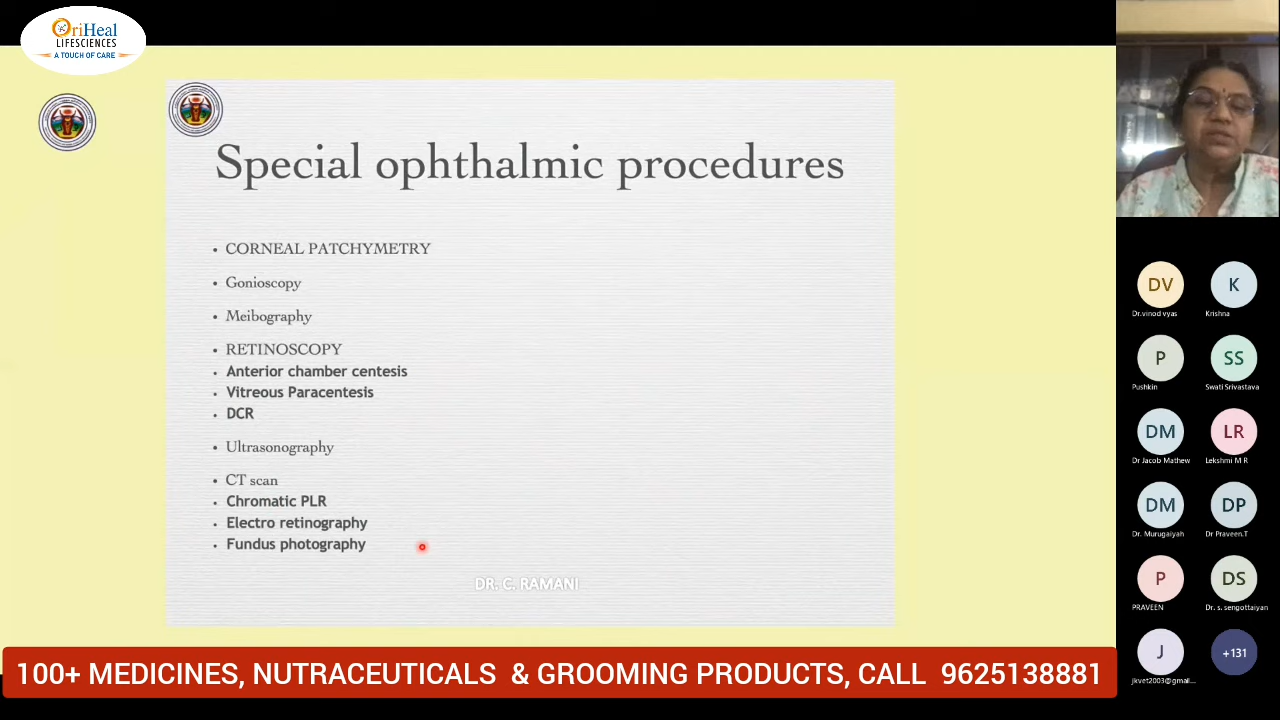 OriHeal
LIFESCIENCES
A TOUCH OF CARE
Special ophthalmic procedures
• CORNEAL PATCHYMETRY
• Gonioscopy
• Meibography
• RETINOSCOPY
• Anterior chamber centesis
• Vitreous Paracentesis
• DCR
• Ultrasonography
• CT scan
• Chromatic PLR
• Electro retinography
• Fundus photography
DR. C. RAMANI
DV
Dr.vinod vyas
K
Krishna
P
Pushkin
SS
Swati Srivastava
DM
Dr Jacob Mathew
LR
Lekshmi M R
DM
Dr. Murugaiyah
DP
Dr Praveen.T
P
PRAVEEN
DS
Dr. s. sengottaiyan
J
jkvet2003@gmail...
+131
100+ MEDICINES, NUTRACEUTICALS & GROOMING PRODUCTS, CALL 9625138881